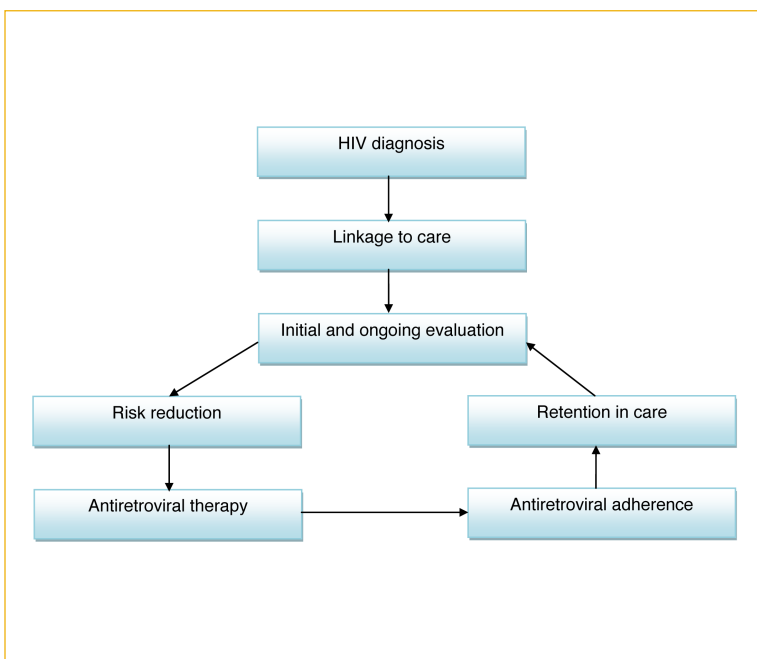 HIV diagnosis
Linkage to care
Initial and ongoing evaluation
Risk reduction
Retention in care
Antiretroviral therapy
Antiretroviral adherence